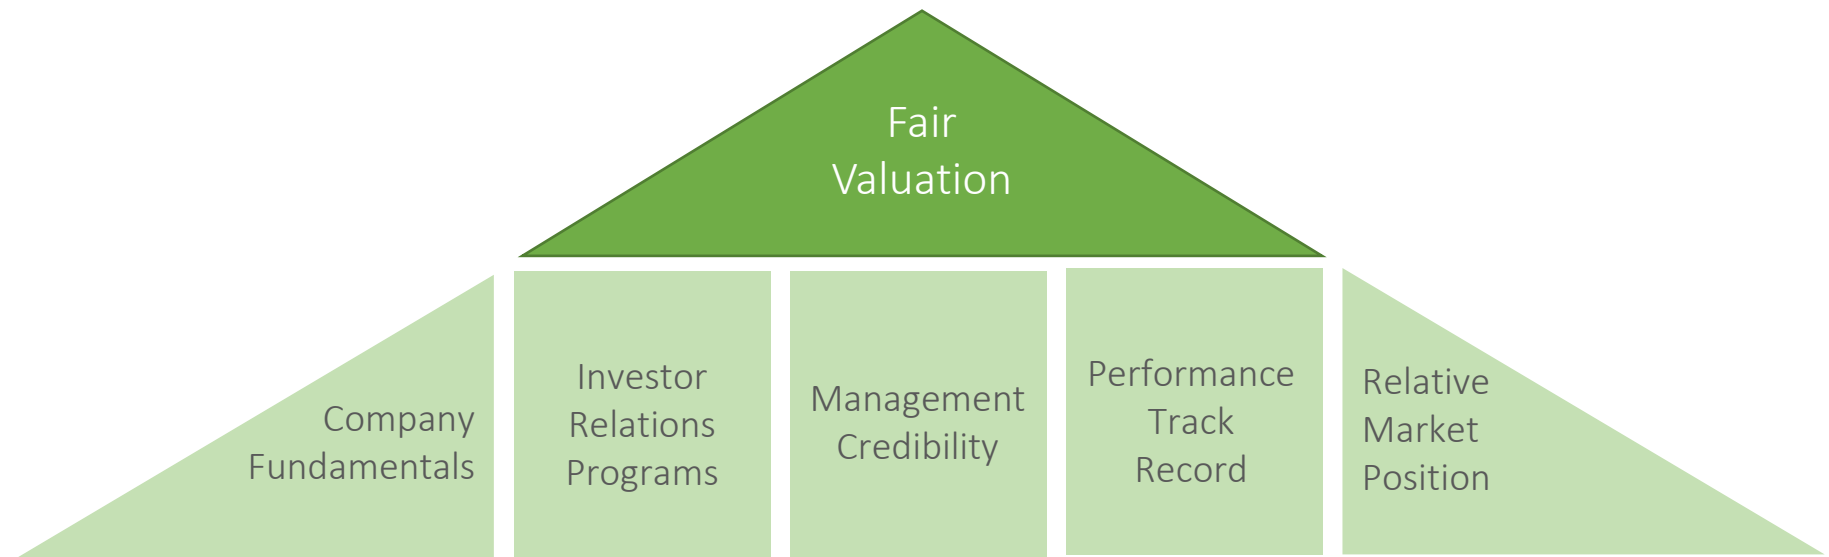 Fair
Valuation
Company
Fundamentals
Investor
Relations
Programs
Management
Credibility
Performance
Track
Record
Relative
Market
Position